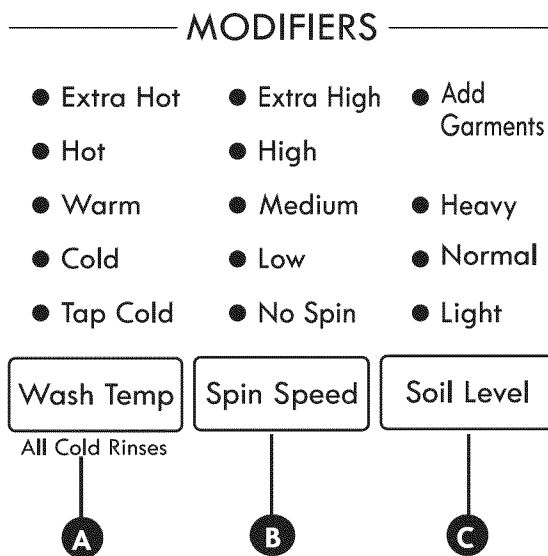 MODIFIERS
Extra Hot
Hot
Warm
Cold
Tap Cold
Extra High
High
Medium
Low
No Spin
Add
Garments
Heavy
Normal
Light
Wash Temp
Spin Speed
Soil Level
All Cold Rinses
A
B
C